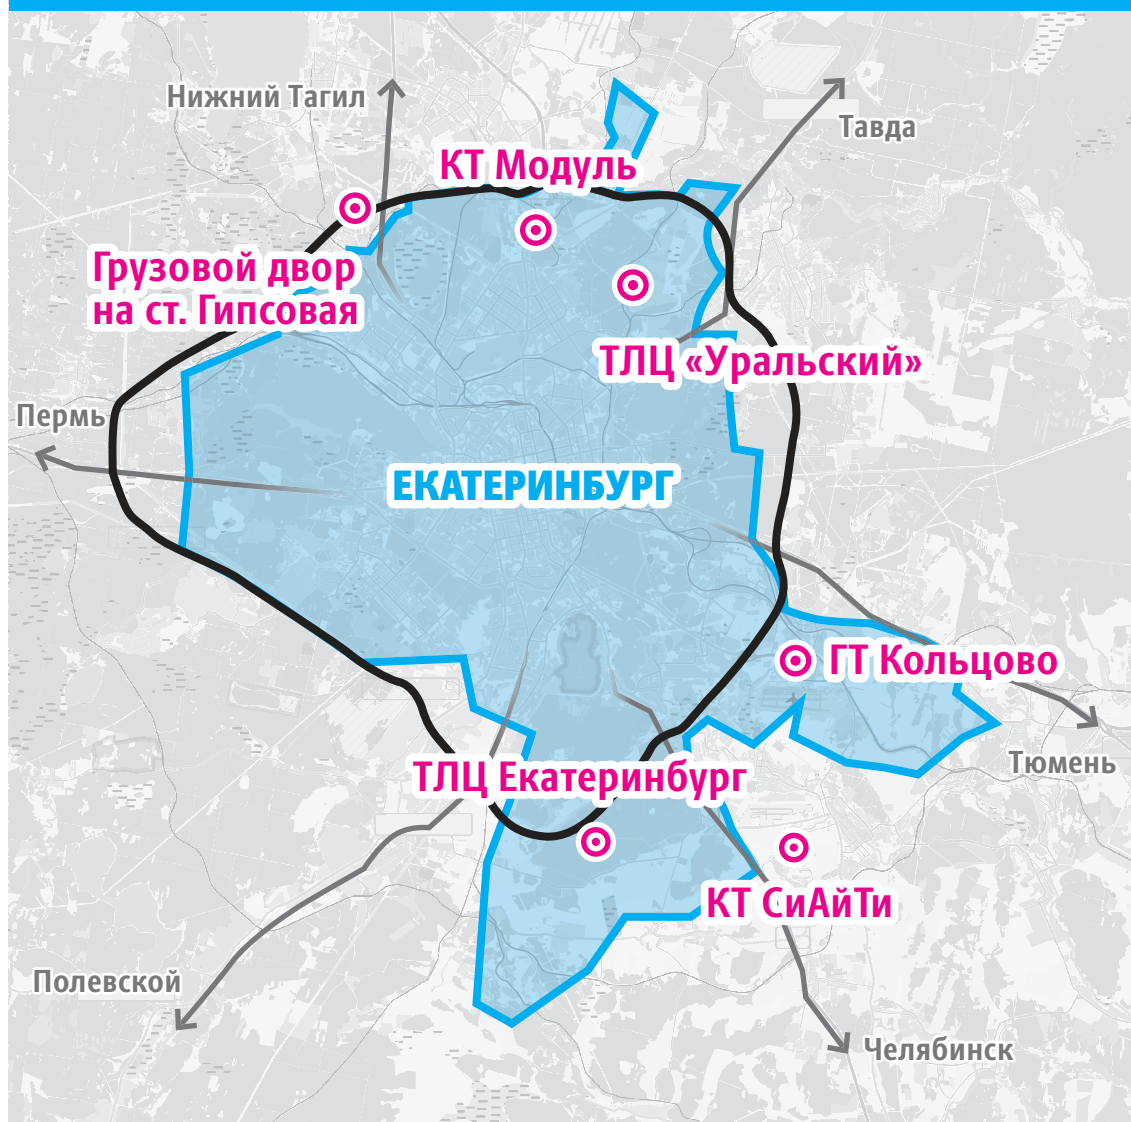 Нижний Тагил
Тавда
КТ Модуль
Грузовой двор
на ст. Гипсовая
ТЛЦ «Уральский»
Пермь
ЕКАТЕРИНБУРГ
ГТ Кольцово
Тюмень
ТЛЦ Екатеринбург
КТ СиАйТи
Полевской
Челябинск